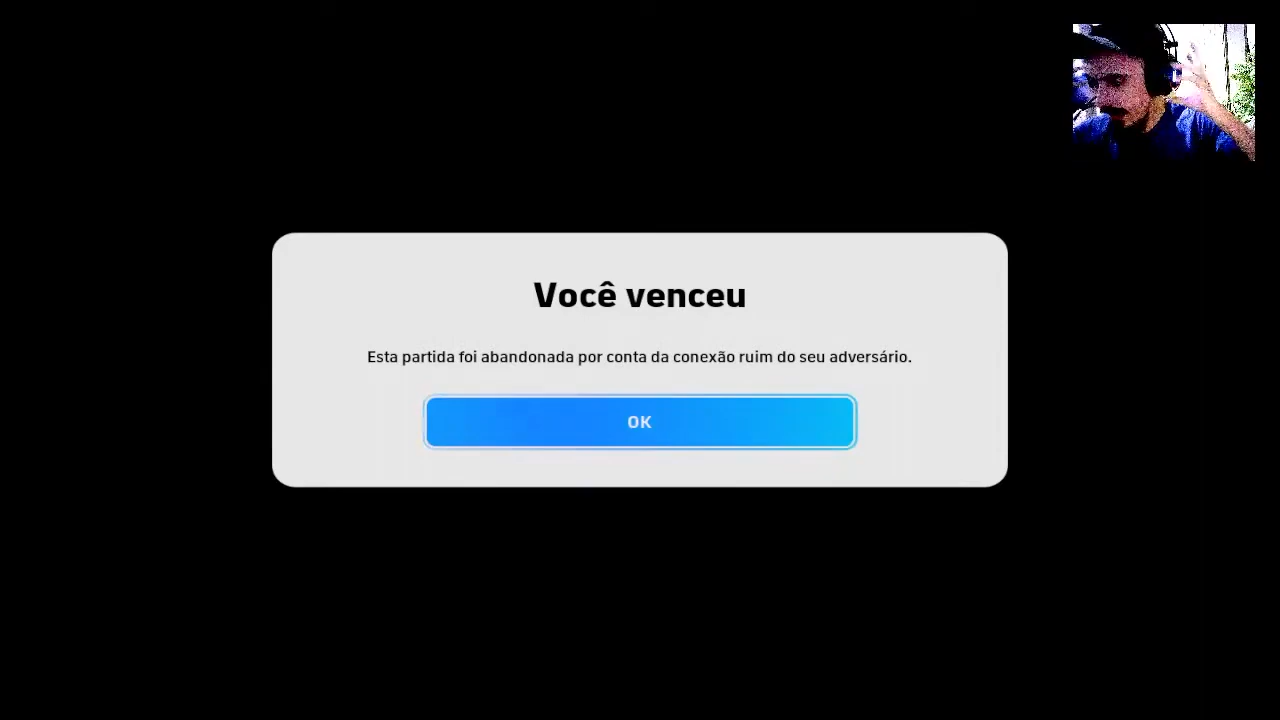 Você venceu
Esta partida foi abandonada por conta da conexão ruim do seu adversário.
OK